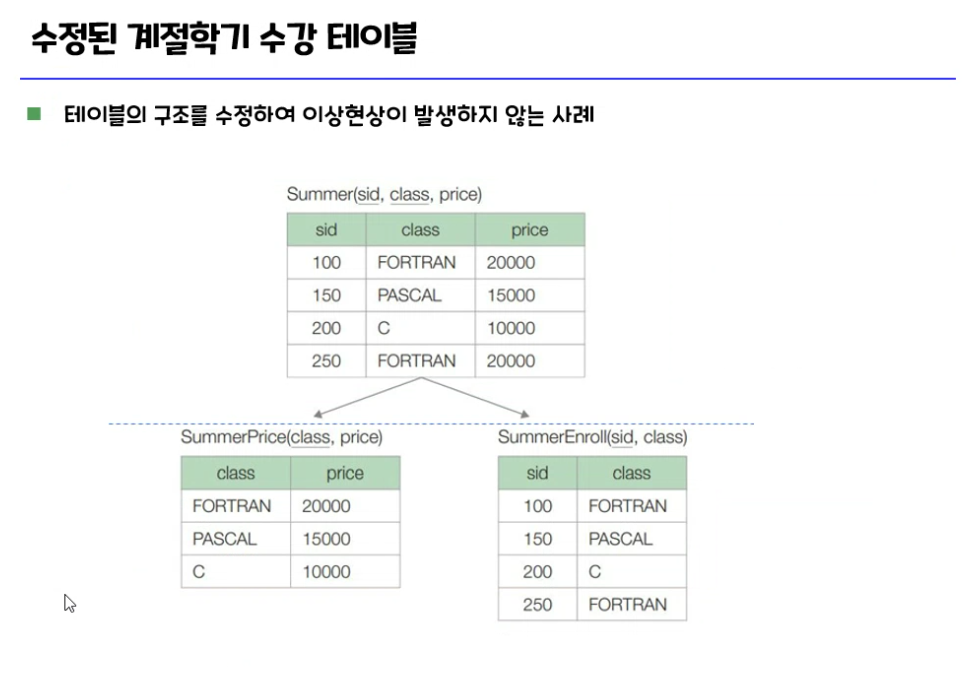 수정된 계절학기 수강 테이블
테이블의 구조를 수정하여 이상현상이 발생하지 않는 사례
Summer(sid, class, price)
sid class price
100 FORTRAN 20000
150 PASCAL 15000
200 C 10000
250 FORTRAN 20000
SummerPrice(class, price)
class price
FORTRAN 20000
PASCAL 15000
C 10000
SummerEnroll(sid, class)
sid class
100 FORTRAN
150 PASCAL
200 C
250 FORTRAN